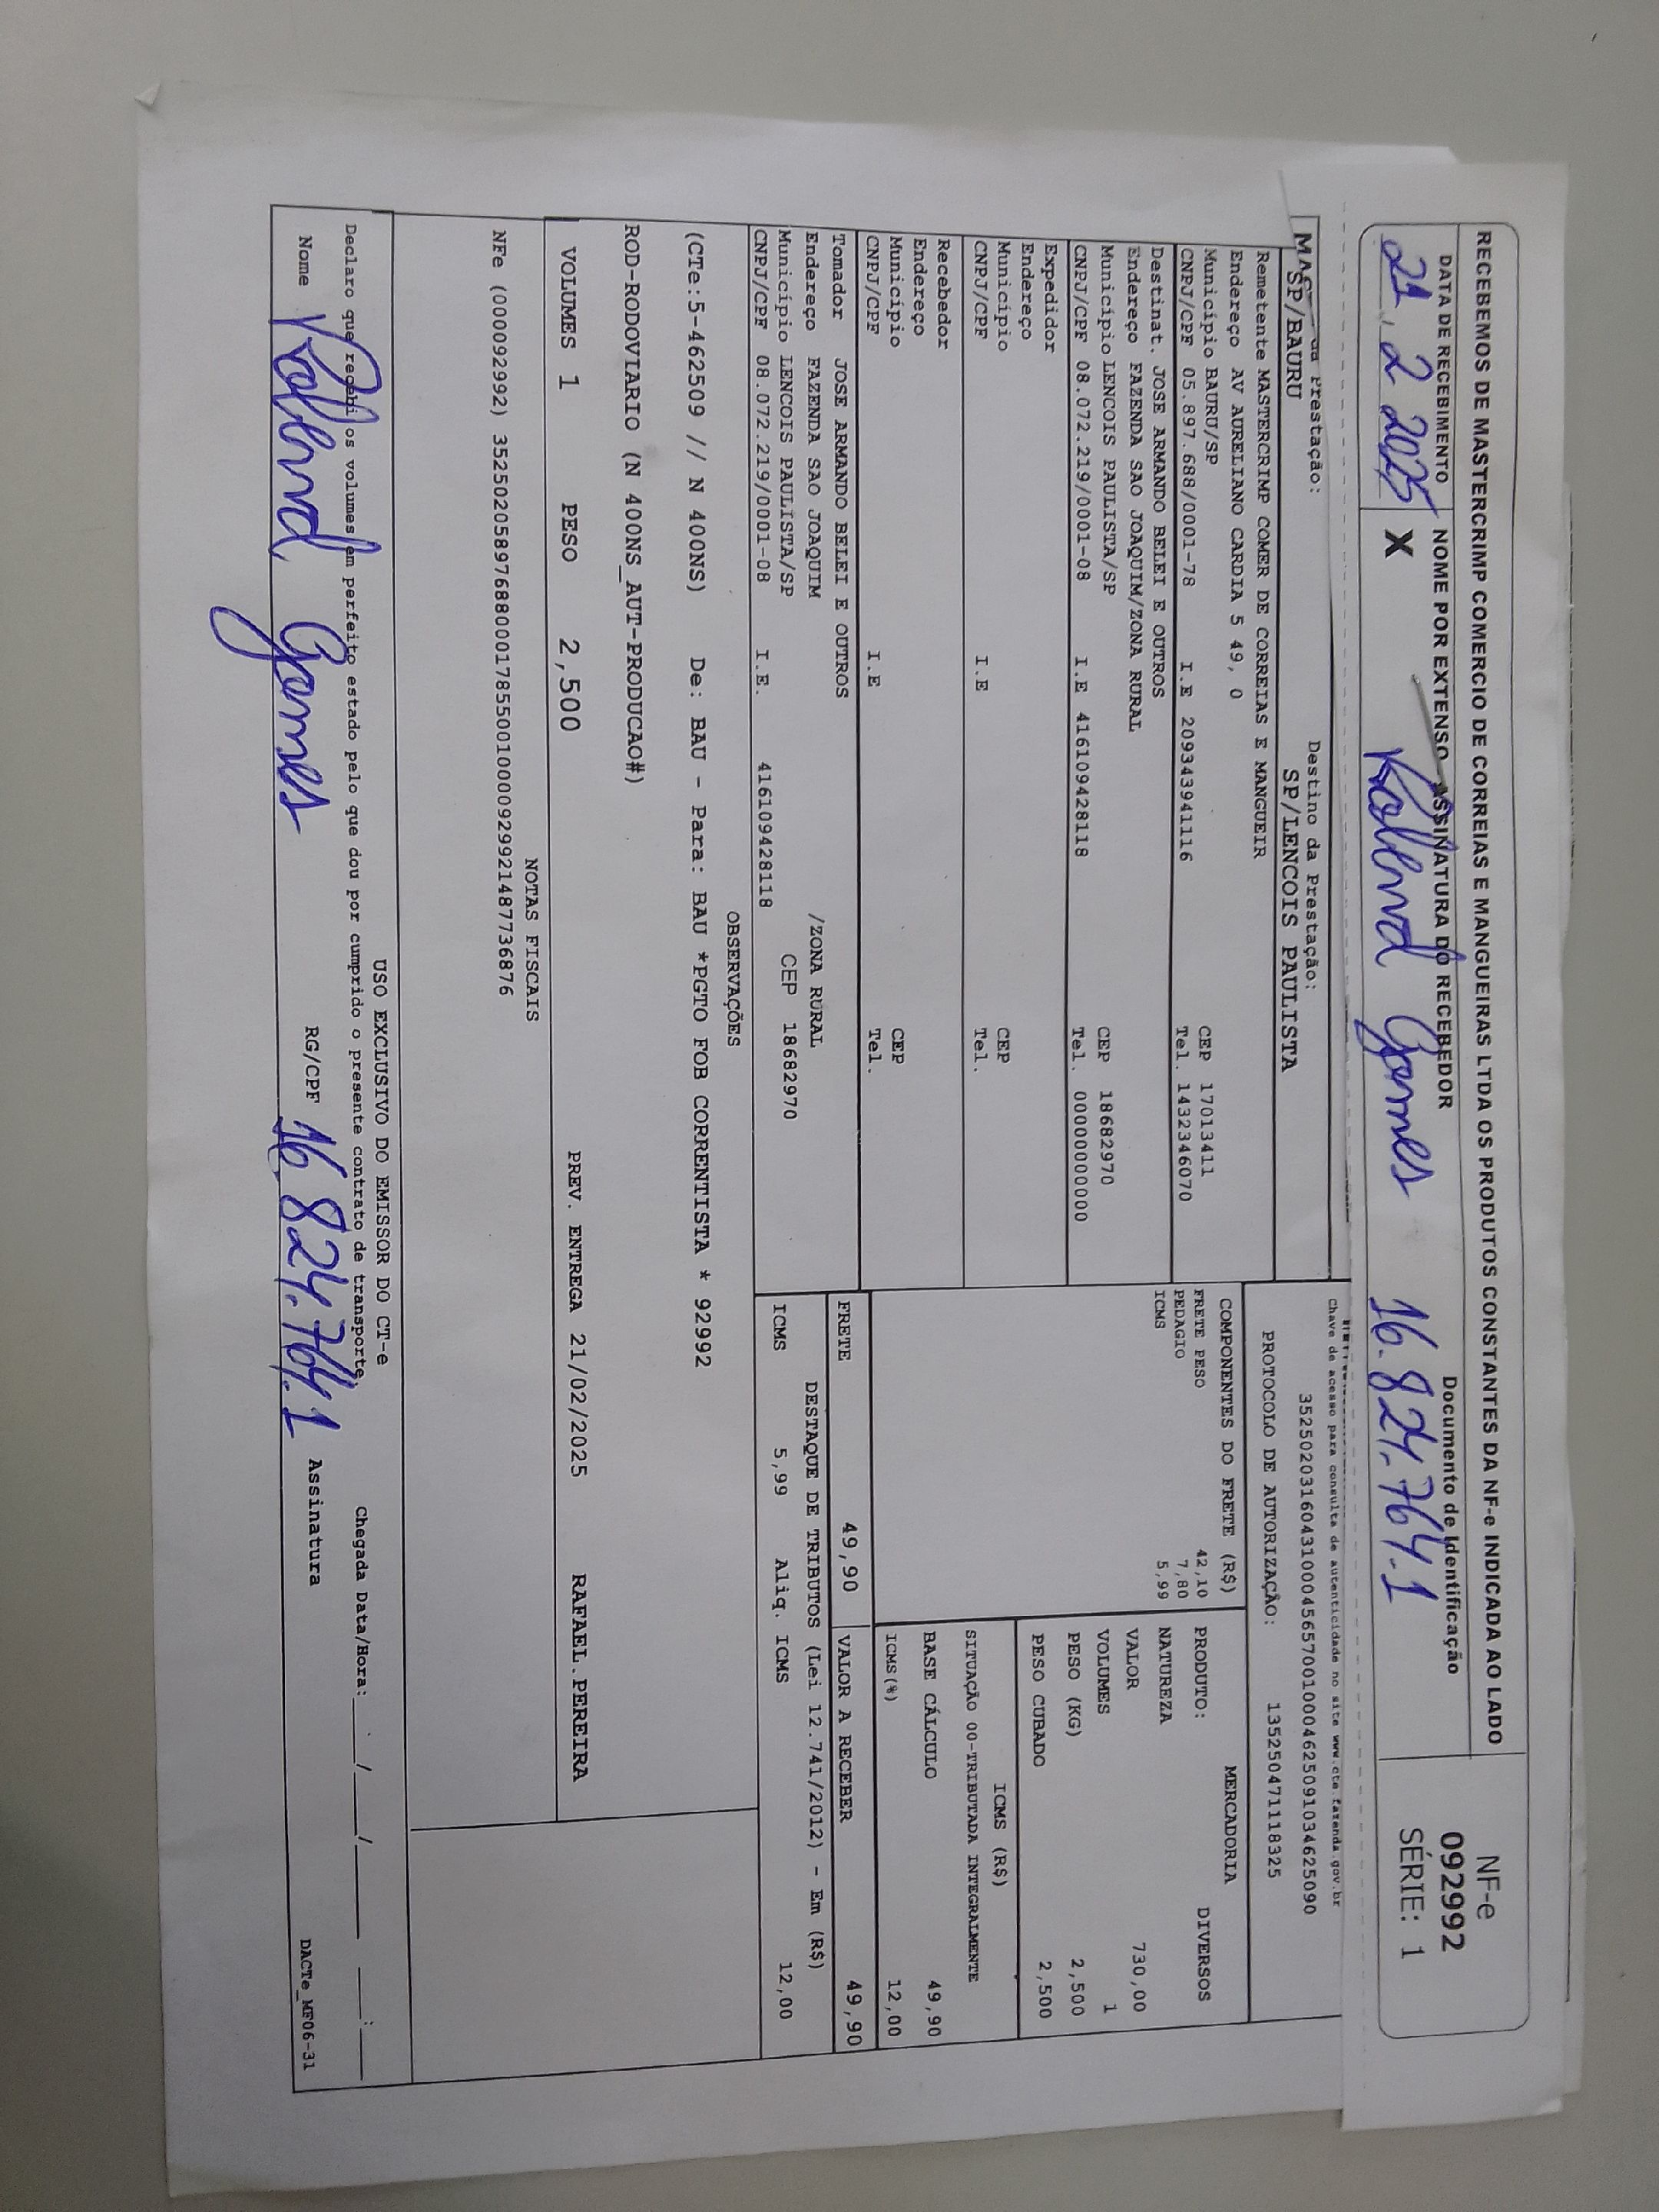 RECEBEMOS DE MASTERCRIMP COMERCIO DE CORREIAS E MANGUEIRAS LTDA OS PRODUTOS CONSTANTES DA NF-e INDICADA AO LADO
DATA DE RECEBIMENTO NOME POR EXTENSO ASSINATURA DO RECEBEDOR Documento de Identificação
21, 2 2025 X Gomes 16.824.764.1
NF-e
092992
SÉRIE: 1
Prestação: Destino da Prestação:
SP/BAURU SP/LENCOIS PAULISTA
Remetente MASTERCRIMP COMER DE CORREIAS E MANGUEIR
Endereço AV AURELIANO CARDIA 5 49, 0
Município BAURU/SP CEP 17013411
CNPJ/CPF 05.897.688/0001-78 I.E 209343941116 Tel. 1432346070
Destinat. JOSE ARMANDO BELEI E OUTROS
Endereço FAZENDA SAO JOAQUIM/ZONA RURAL
Município LENCOIS PAULISTA/SP CEP 18682970
CNPJ/CPF 08.072.219/0001-08 I.E 416109428118 Tel. 00000000000
Expedidor
Endereço
Município CEP
CNPJ/CPF I.E Tel.
Recebedor
Endereço
Município CEP
CNPJ/CPF I.E Tel.
Tomador JOSE ARMANDO BELEI E OUTROS
Endereço FAZENDA SAO JOAQUIM /ZONA RURAL
Município LENCOIS PAULISTA/SP CEP 18682970
CNPJ/CPF 08.072.219/0001-08 I.E. 416109428118
Chave de acesso para consulta de autenticidade no site www.cte.fazenda.gov.br
35250203160431000456570010004625091034625090
PROTOCOLO DE AUTORIZAÇÃO: 135250471118325
COMPONENTES DO FRETE (R$)
FRETE PESO 42,10
PEDAGIO 7,80
ICMS 5,99
MERCADORIA
PRODUTO: DIVERSOS
NATUREZA
VALOR 730,00
VOLUMES 1
PESO (KG) 2,500
PESO CUBADO 2,500
ICMS (R$)
SITUAÇÃO 00-TRIBUTADA INTEGRALMENTE
BASE CÁLCULO 49,90
ICMS(%) 12,00
FRETE 49,90 VALOR A RECEBER 49,90
DESTAQUE DE TRIBUTOS (Lei 12.741/2012) - Em (R$)
ICMS 5,99 Aliq. ICMS 12,00
OBSERVAÇÕES
(CTe:5-462509 // N 400NS) De: BAU - Para: BAU *PGTO FOB CORRENTISTA * 92992
ROD-RODOVIARIO (N 400NS_AUT-PRODUCAO#)
VOLUMES 1 PESO 2,500 PREV. ENTREGA 21/02/2025 RAFAEL.PEREIRA
NOTAS FISCAIS
NFe (000092992) 35250205897688000178550010000929921487736876
USO EXCLUSIVO DO EMISSOR DO CT-e
Declaro que recebi os volumes em perfeito estado pelo que dou por cumprido o presente contrato de transporte. Chegada Data/Hora:___/___/_____ ___:___
Nome Gomes RG/CPF 16.824.764.1 Assinatura DACTe_MF06-31